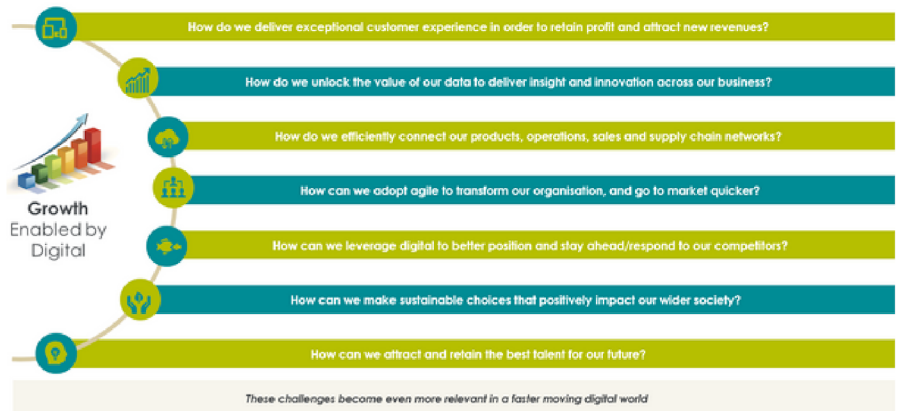 How do we deliver exceptional customer experience in order to retain profit and attract new revenues?
How do we unlock the value of our data to deliver insight and innovation across our business?
How do we efficiently connect our products, operations, sales and supply chain networks?
How can we adopt agile to transform our organisation, and go to market quicker?
How can we leverage digital to better position and stay ahead/respond to our competitors?
How can we make sustainable choices that positively impact our wider society?
How can we attract and retain the best talent for our future?
Growth
Enabled by
Digital
These challenges become even more relevant in a faster moving digital world